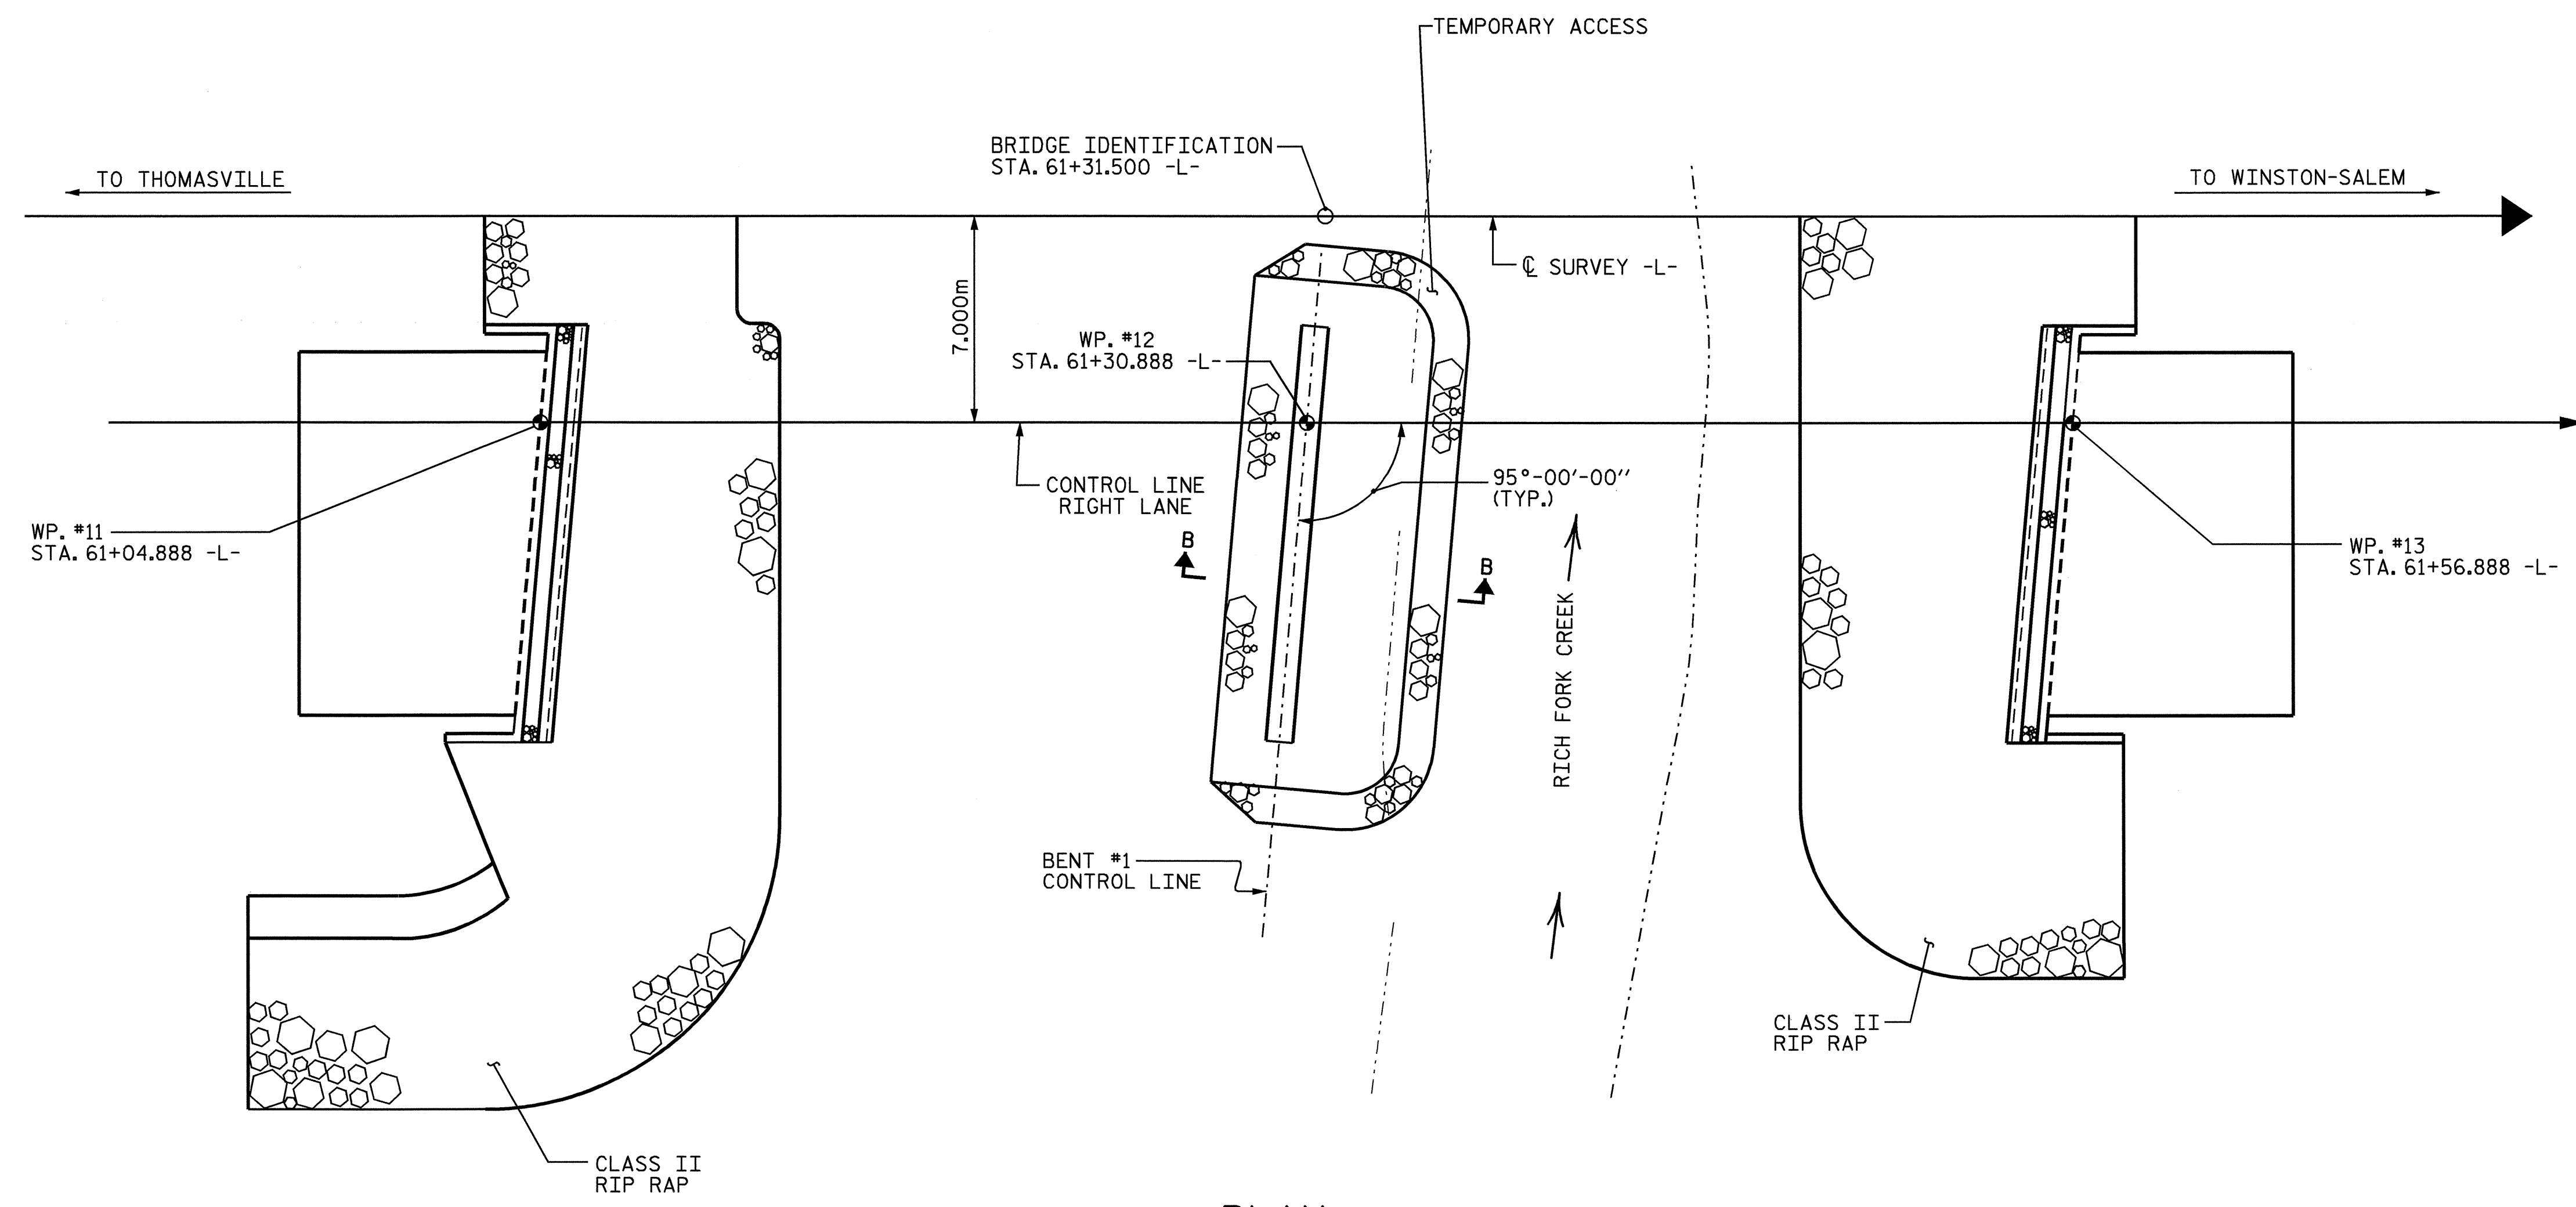 TEMPORARY ACCESS
BRIDGE IDENTIFICATION
STA. 61+31.500 -L-
TO THOMASVILLE
TO WINSTON-SALEM
℄ SURVEY -L-
7.000m
WP. #12
STA. 61+30.888 -L-
CONTROL LINE
RIGHT LANE
95°-00'-00''
(TYP.)
WP. #11
STA. 61+04.888 -L-
B
B
WP. #13
STA. 61+56.888 -L-
RICH FORK CREEK
BENT #1
CONTROL LINE
CLASS II
RIP RAP
CLASS II
RIP RAP